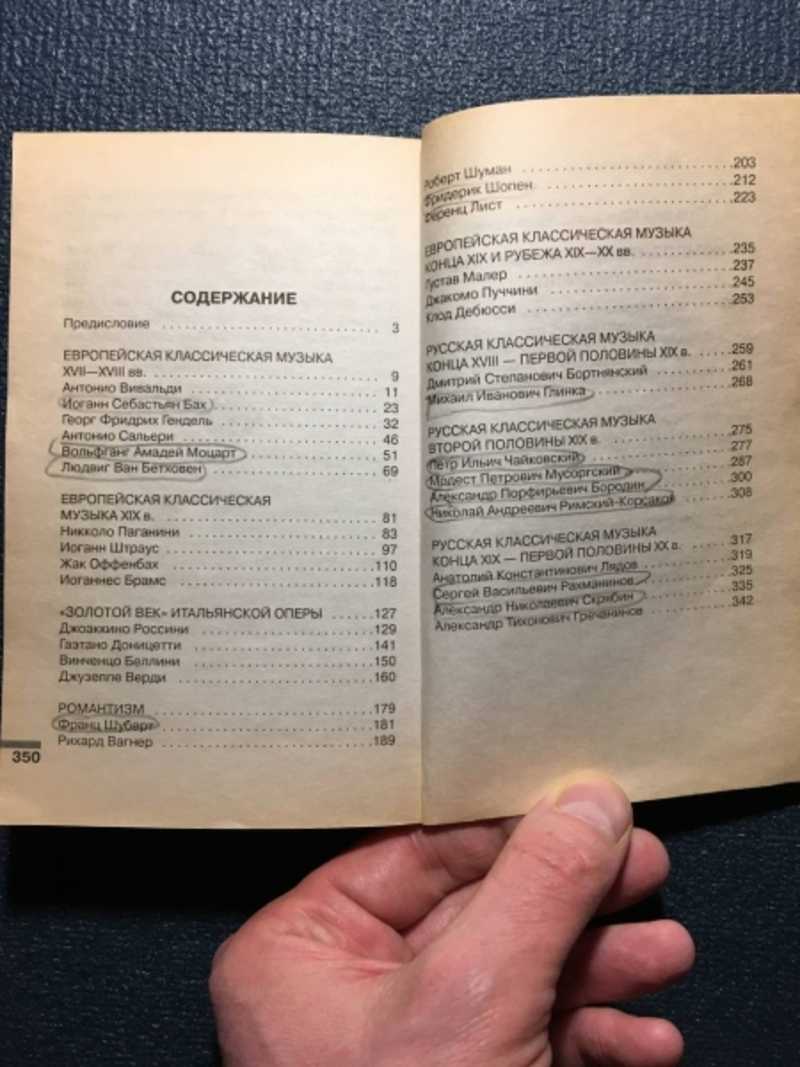 СОДЕРЖАНИЕ
Предисловие ..... 3
ЕВРОПЕЙСКАЯ КЛАССИЧЕСКАЯ МУЗЫКА
XVII—XVIII вв. ..... 9
Антонио Вивальди ..... 11
Иоганн Себастьян Бах ..... 23
Георг Фридрих Гендель ..... 32
Антонио Сальери ..... 46
Вольфганг Амадей Моцарт ..... 51
Людвиг Ван Бетховен ..... 69
ЕВРОПЕЙСКАЯ КЛАССИЧЕСКАЯ
МУЗЫКА XIX в. ..... 81
Никколо Паганини ..... 83
Иоганн Штраус ..... 97
Жак Оффенбах ..... 110
Иоганнес Брамс ..... 118
«ЗОЛОТОЙ ВЕК» ИТАЛЬЯНСКОЙ ОПЕРЫ ..... 127
Джоаккино Россини ..... 129
Гаэтано Доницетти ..... 141
Винченцо Беллини ..... 150
Джузеппе Верди ..... 160
РОМАНТИЗМ ..... 179
Франц Шуберт ..... 181
Рихард Вагнер ..... 189
350
Роберт Шуман ..... 203
Фридерик Шопен ..... 212
Ференц Лист ..... 223
ЕВРОПЕЙСКАЯ КЛАССИЧЕСКАЯ МУЗЫКА
КОНЦА XIX И РУБЕЖА XIX—XX вв. ..... 235
Густав Малер ..... 237
Джакомо Пуччини ..... 245
Клод Дебюсси ..... 253
РУССКАЯ КЛАССИЧЕСКАЯ МУЗЫКА
КОНЦА XVIII — ПЕРВОЙ ПОЛОВИНЫ XIX в. ..... 259
Дмитрий Степанович Бортнянский ..... 261
Михаил Иванович Глинка ..... 268
РУССКАЯ КЛАССИЧЕСКАЯ МУЗЫКА
ВТОРОЙ ПОЛОВИНЫ XIX в. ..... 275
Петр Ильич Чайковский ..... 277
Модест Петрович Мусоргский ..... 287
Александр Порфирьевич Бородин ..... 300
Николай Андреевич Римский-Корсаков ..... 308
РУССКАЯ КЛАССИЧЕСКАЯ МУЗЫКА
КОНЦА XIX — ПЕРВОЙ ПОЛОВИНЫ XX в. ..... 317
Анатолий Константинович Лядов ..... 319
Сергей Васильевич Рахманинов ..... 325
Александр Николаевич Скрябин ..... 335
Александр Тихонович Гречанинов ..... 342